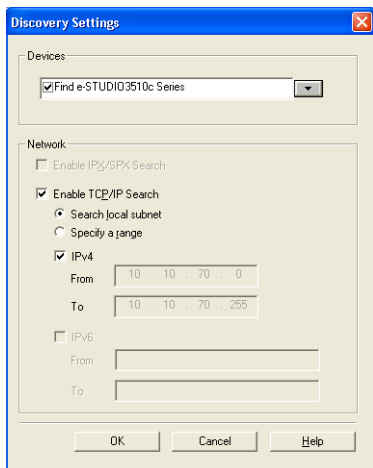 Discovery Settings
Devices
Find e-STUDIO3510c Series
Network
Enable IPX/SPX Search
Enable TCP/IP Search
Search local subnet
Specify a range
IPv4
From 10 . 10 . 70 . 0
To 10 . 10 . 70 . 255
IPv6
From
To
OK Cancel Help